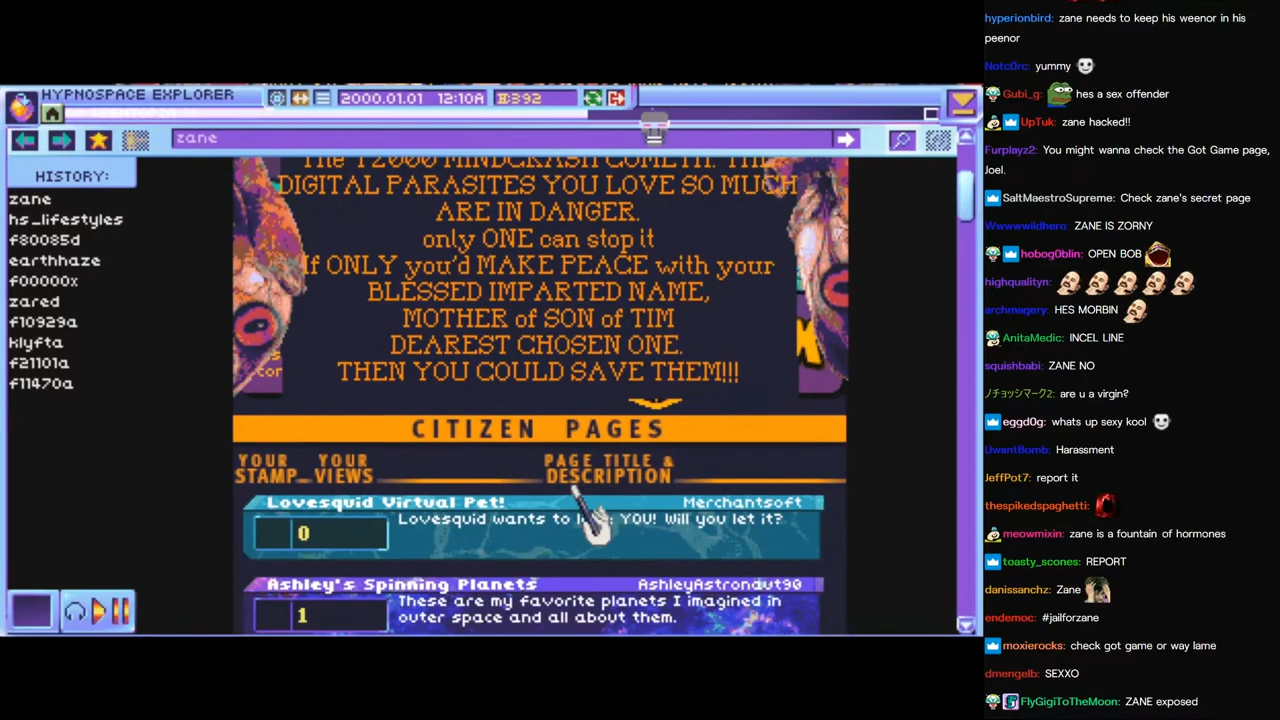 HYPNOSPACE EXPLORER
2000.01.01 12:10A
392
zane
HISTORY:
zane
hs_lifestyles
f80085d
earthhaze
f00000x
zared
f10929a
klyfta
f21101a
f11470a
The Y2000 MINDCRASH COMETH. THE
DIGITAL PARASITES YOU LOVE SO MUCH
ARE IN DANGER.
only ONE can stop it
If ONLY you'd MAKE PEACE with your
BLESSED IMPARTED NAME,
MOTHER of SON of TIM
DEAREST CHOSEN ONE.
THEN YOU COULD SAVE THEM!!!
CITIZEN PAGES
YOUR STAMP
YOUR VIEWS
PAGE TITLE &
DESCRIPTION
Lovesquid Virtual Pet! Merchantsoft
0
Lovesquid wants to YOU! Will you let it?
Ashley's Spinning Planets AshleyAstronaut90
1
These are my favorite planets I imagined in
outer space and all about them.
hyperionbird: zane needs to keep his weenor in his
peenor
Notc0rc: yummy
Gubi_g: hes a sex offender
UpTuk: zane hacked!!
Furplayz2: You might wanna check the Got Game page,
Joel.
SaltMaestroSupreme: Check zane's secret page
Wwwwwildhero: ZANE IS ZORNY
hobog0blin: OPEN BOB
highqualityn:
archmagery: HES MORBIN
AnitaMedic: INCEL LINE
squishbabi: ZANE NO
ノチョッシマーク2: are u a virgin?
eggd0g: whats up sexy kool
IJwantBomb: Harassment
JeffPot7: report it
thespikedspaghetti:
meowmixin: zane is a fountain of hormones
toasty_scones: REPORT
danissanchz: Zane
endemoc: #jailforzane
moxierocks: check got game or way lame
dmengelb: SEXXO
FlyGigiToTheMoon: ZANE exposed